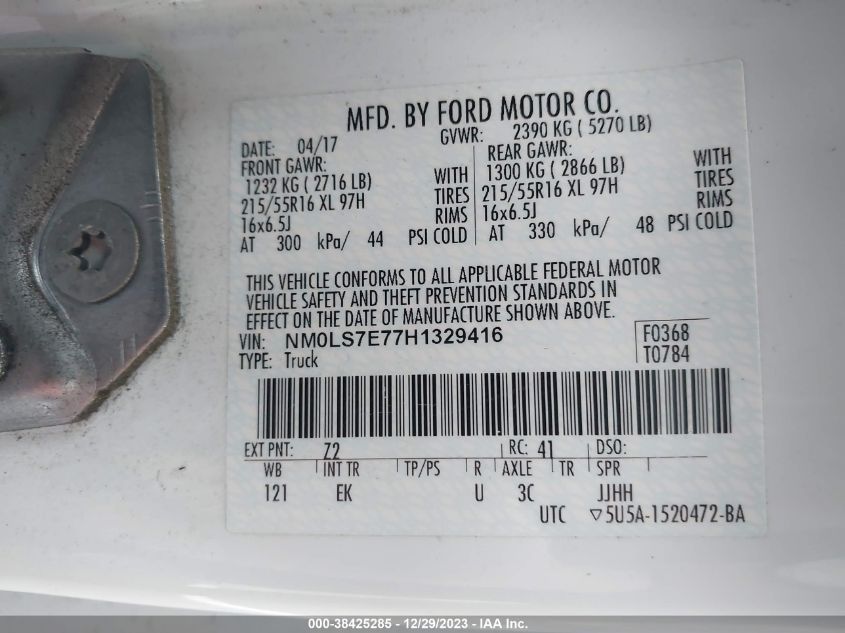 MFD. BY FORD MOTOR CO.
DATE: 04/17 GVWR: 2390 KG ( 5270 LB)
FRONT GAWR: REAR GAWR:
1232 KG ( 2716 LB) WITH 1300 KG ( 2866 LB) WITH
215/55R16 XL 97H TIRES 215/55R16 XL 97H TIRES
16x6.5J RIMS 16x6.5J RIMS
AT 300 kPa/ 44 PSI COLD AT 330 kPa/ 48 PSI COLD
THIS VEHICLE CONFORMS TO ALL APPLICABLE FEDERAL MOTOR
VEHICLE SAFETY AND THEFT PREVENTION STANDARDS IN
EFFECT ON THE DATE OF MANUFACTURE SHOWN ABOVE.
VIN: NM0LS7E77H1329416 F0368
TYPE: Truck T0784
EXT PNT: Z2 RC: 41 DSO:
WB INT TR TP/PS R AXLE TR SPR
121 EK U 3C JJHH
UTC ▽5U5A-1520472-BA
000-38425285 - 12/29/2023 - IAA Inc.